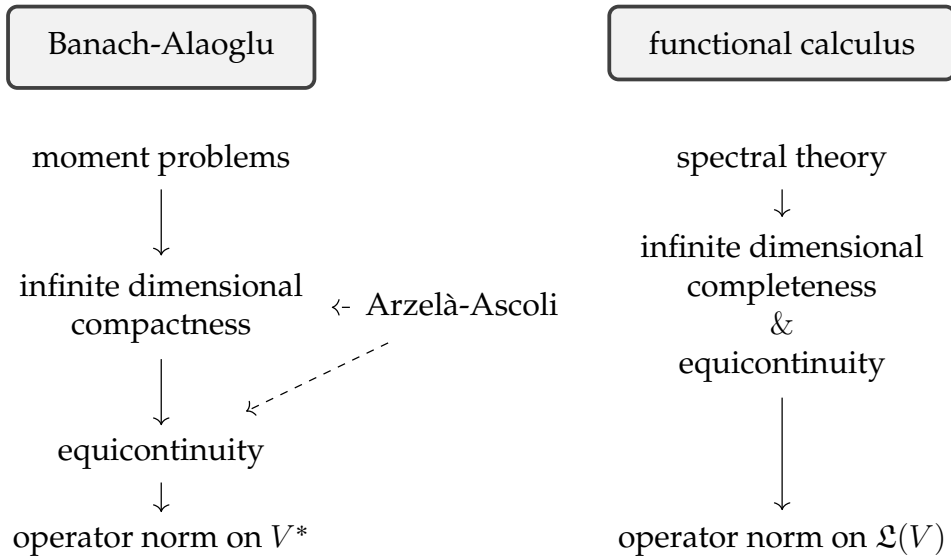 Banach-Alaoglu
moment problems
infinite dimensional
compactness
Arzelà-Ascoli
equicontinuity
operator norm on V*
functional calculus
spectral theory
infinite dimensional
completeness
&
equicontinuity
operator norm on 𝔏(V)